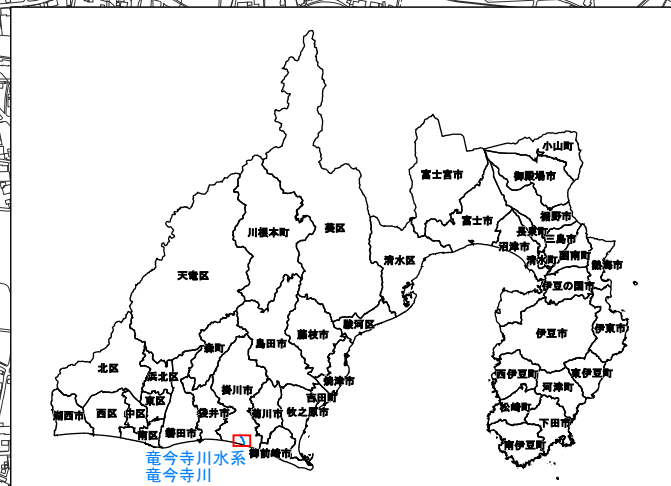 小山町
御殿場市
富士宮市
裾野市
富士市
長泉町
三島市
沼津市
清水町
函南町
熱海市
伊豆の国市
川根本町
葵区
清水区
天竜区
駿河区
伊豆市
伊東市
森町
島田市
藤枝市
北区
浜北区
掛川市
焼津市
吉田町
西伊豆町
東伊豆町
河津町
湖西市
西区
中区
東区
南区
磐田市
袋井市
菊川市
牧之原市
御前崎市
松崎町
下田市
南伊豆町
竜今寺川水系
竜今寺川